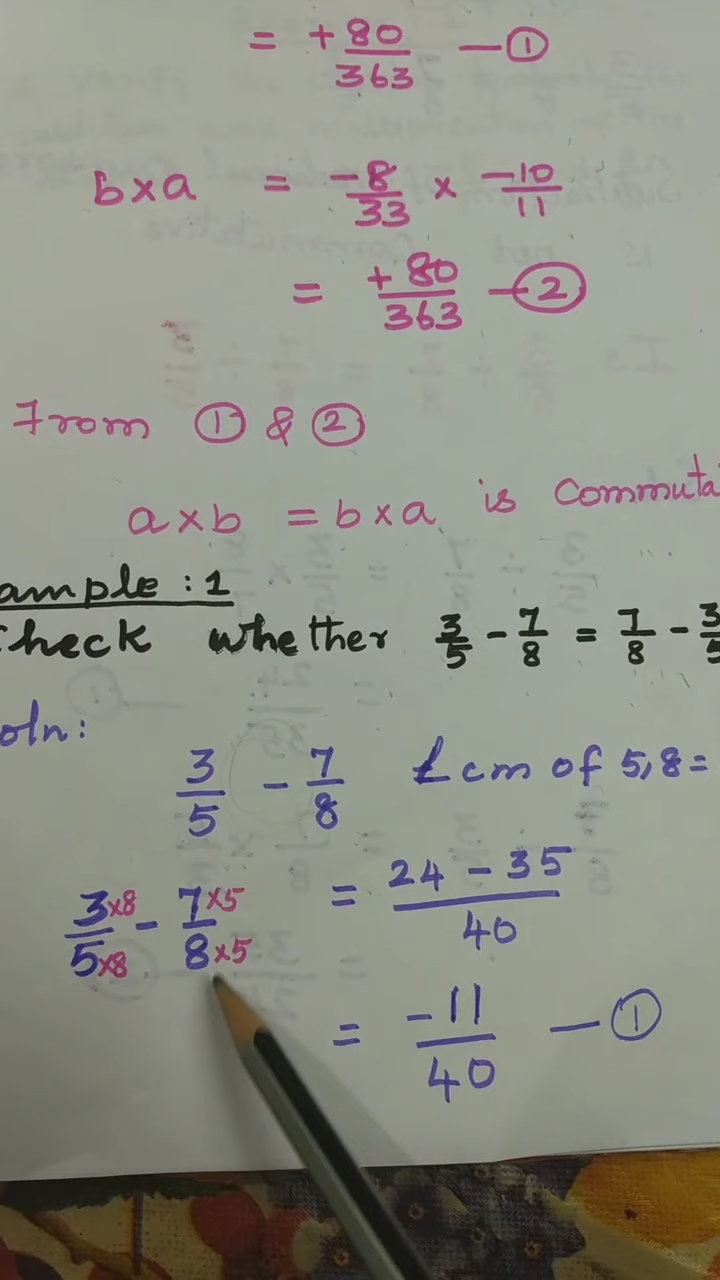 = +80/363 — ①
b×a = -8/33 × -10/11
= +80/363 — ②
From ① & ②
a×b = b×a is commuta
ample : 1
Check whether 3/5 - 7/8 = 7/8 - 3/5
oln:
3/5 - 7/8 Lcm of 5,8 =
3×8/5×8 - 7×5/8×5 = 24 - 35/40
= -11/40 — ①